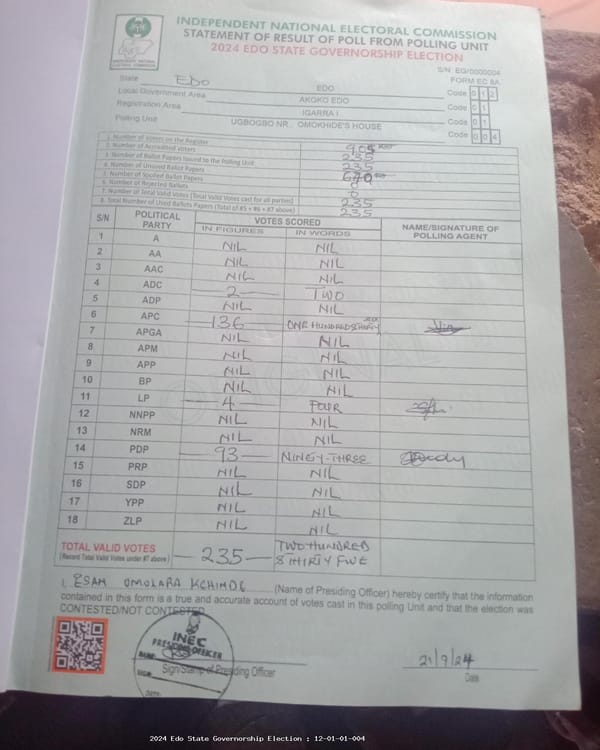 INDEPENDENT NATIONAL ELECTORAL COMMISSION
STATEMENT OF RESULT OF POLL FROM POLLING UNIT
2024 EDO STATE GOVERNORSHIP ELECTION
S/N EG/0000004
FORM EC 8A
State EDO EDO Code 0 1 2
Local Government Area AKOKO EDO Code 0 1
Registration Area IGARRA I Code 0 1
Polling Unit UGBOGBO NR.. OMOKHIDE'S HOUSE Code 0 0 4
1. Number of Voters on the Register 905
2. Number of Accredited Voters 235
3. Number of Ballot Papers Issued to the Polling Unit
4. Number of Unused Ballot Papers 670
5. Number of Spoiled Ballot Papers 0
6. Number of Rejected Ballots 0
7. Number of Total Valid Votes (Total Valid Votes cast for all parties) 235
8. Total Number of Used Ballots Papers (Total of #5 + #6 + #7 above) 235
S/N POLITICAL PARTY VOTES SCORED NAME/SIGNATURE OF POLLING AGENT
IN FIGURES IN WORDS
1 A NIL NIL
2 AA NIL NIL
3 AAC NIL NIL
4 ADC 2 TWO
5 ADP NIL NIL
6 APC 136 ONE HUNDRED & THIRTY SIX
7 APGA NIL NIL
8 APM NIL NIL
9 APP NIL NIL
10 BP NIL NIL
11 LP 4 FOUR
12 NNPP NIL NIL
13 NRM NIL NIL
14 PDP 93 NINETY-THREE
15 PRP NIL NIL
16 SDP NIL NIL
17 YPP NIL NIL
18 ZLP NIL NIL
TOTAL VALID VOTES
(Record Total Valid Votes under #7 above) 235 TWO HUNDRED
& THIRTY FIVE
I, ESAN OMOLARA KEHINDE (Name of Presiding Officer) hereby certify that the information
contained in this form is a true and accurate account of votes cast in this polling Unit and that the election was
CONTESTED/NOT CONTESTED
INEC
PRESIDING OFFICER
NAME:
SIGN:
DATE:
Sign/Stamp of Presiding Officer
21/9/24
Date
2024 Edo State Governorship Election : 12-01-01-004